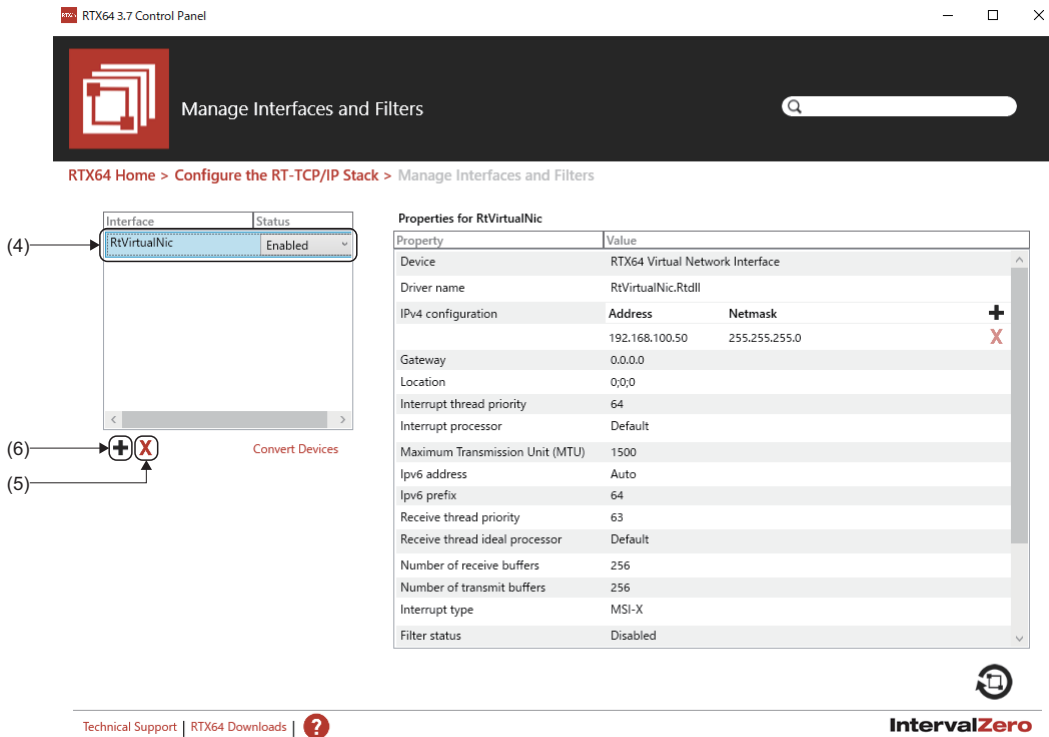 RTX64 3.7 Control Panel
Manage Interfaces and Filters
RTX64 Home > Configure the RT-TCP/IP Stack > Manage Interfaces and Filters
Interface Status
(4) RtVirtualNic Enabled
(6) Convert Devices
(5)
Properties for RtVirtualNic
Property Value
Device RTX64 Virtual Network Interface
Driver name RtVirtualNic.Rtdll
IPv4 configuration Address Netmask
192.168.100.50 255.255.255.0 X
Gateway 0.0.0.0
Location 0;0;0
Interrupt thread priority 64
Interrupt processor Default
Maximum Transmission Unit (MTU) 1500
Ipv6 address Auto
Ipv6 prefix 64
Receive thread priority 63
Receive thread ideal processor Default
Number of receive buffers 256
Number of transmit buffers 256
Interrupt type MSI-X
Filter status Disabled
Technical Support | RTX64 Downloads | ?
IntervalZero